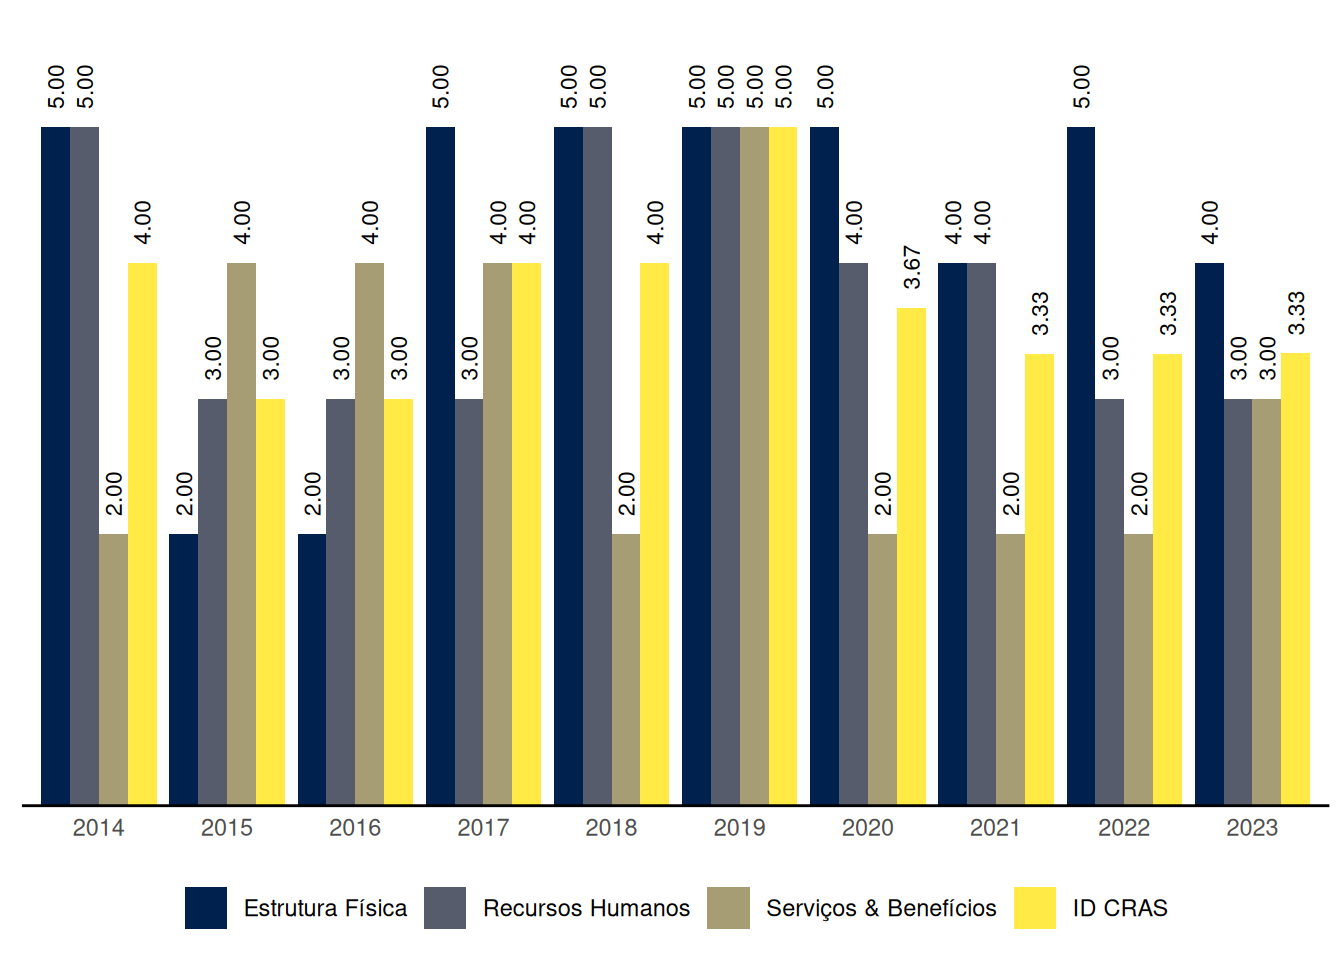 5.00 5.00 2.00 4.00
2.00 3.00 4.00 3.00
2.00 3.00 4.00 3.00
5.00 3.00 4.00 4.00
5.00 5.00 2.00 4.00
5.00 5.00 5.00 5.00
5.00 4.00 2.00 3.67
4.00 4.00 2.00 3.33
5.00 3.00 2.00 3.33
4.00 3.00 3.00 3.33
2014 2015 2016 2017 2018 2019 2020 2021 2022 2023
Estrutura Física Recursos Humanos Serviços & Benefícios ID CRAS